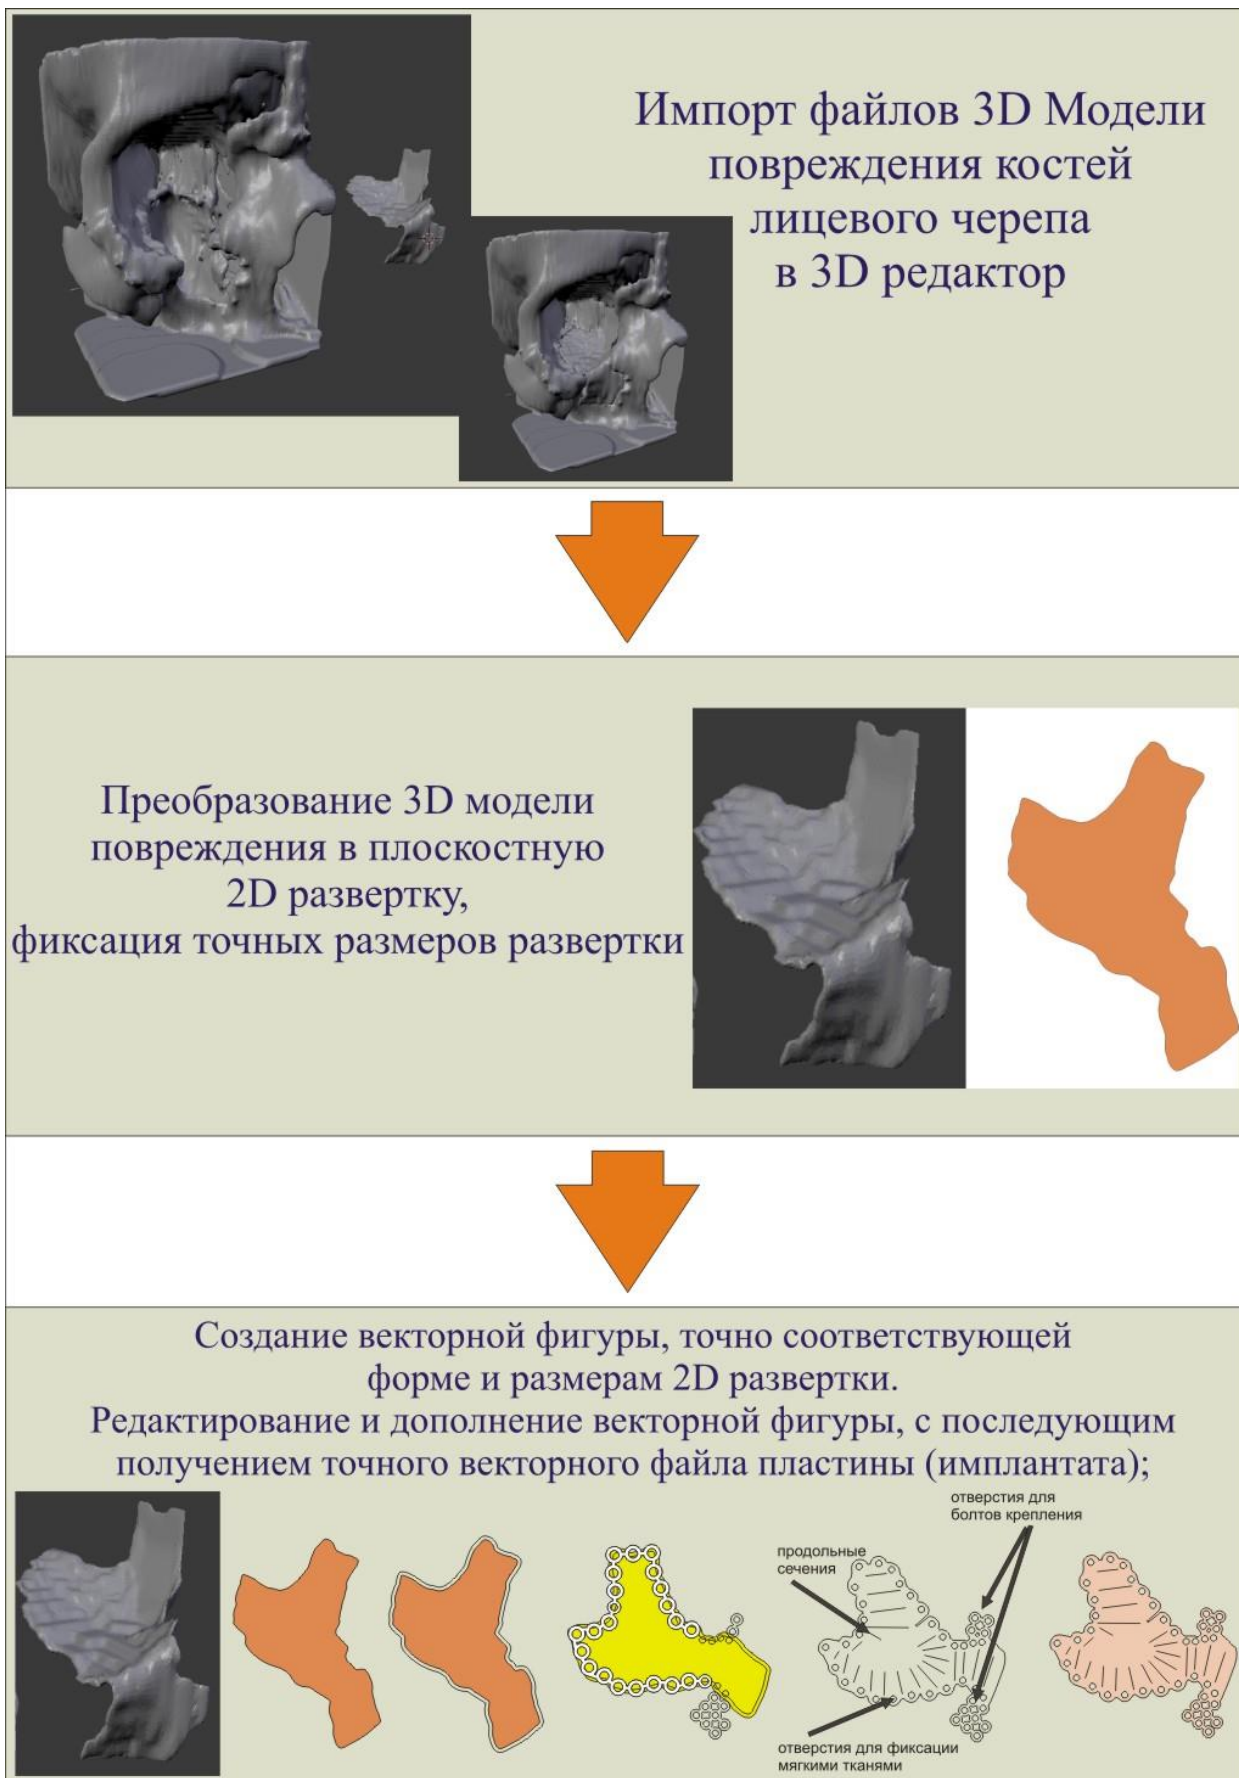 Импорт файлов 3D Модели
повреждения костей
лицевого черепа
в 3D редактор
Преобразование 3D модели
повреждения в плоскостную
2D развертку,
фиксация точных размеров развертки
Создание векторной фигуры, точно соответствующей
форме и размерам 2D развертки.
Редактирование и дополнение векторной фигуры, с последующим
получением точного векторного файла пластины (имплантата);
отверстия для
болтов крепления
продольные
сечения
отверстия для фиксации
мягкими тканями